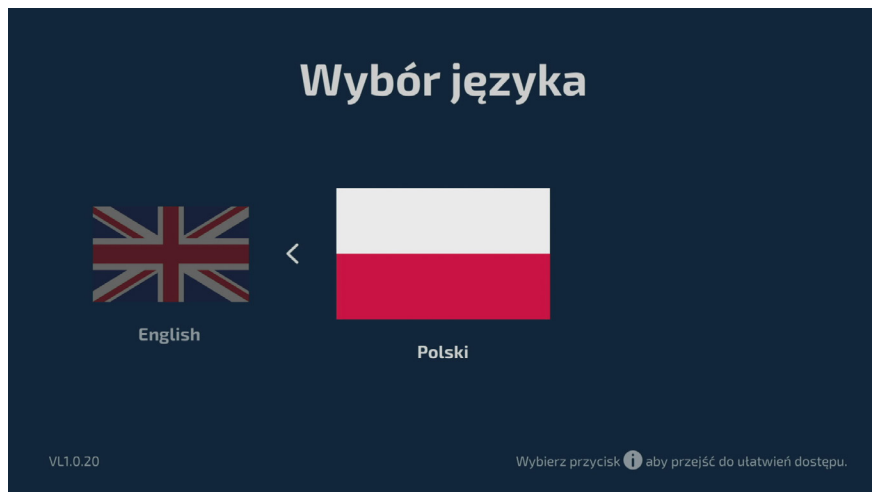 Wybór języka
English
Polski
VL1.0.20
Wybierz przycisk i aby przejść do ułatwień dostępu.